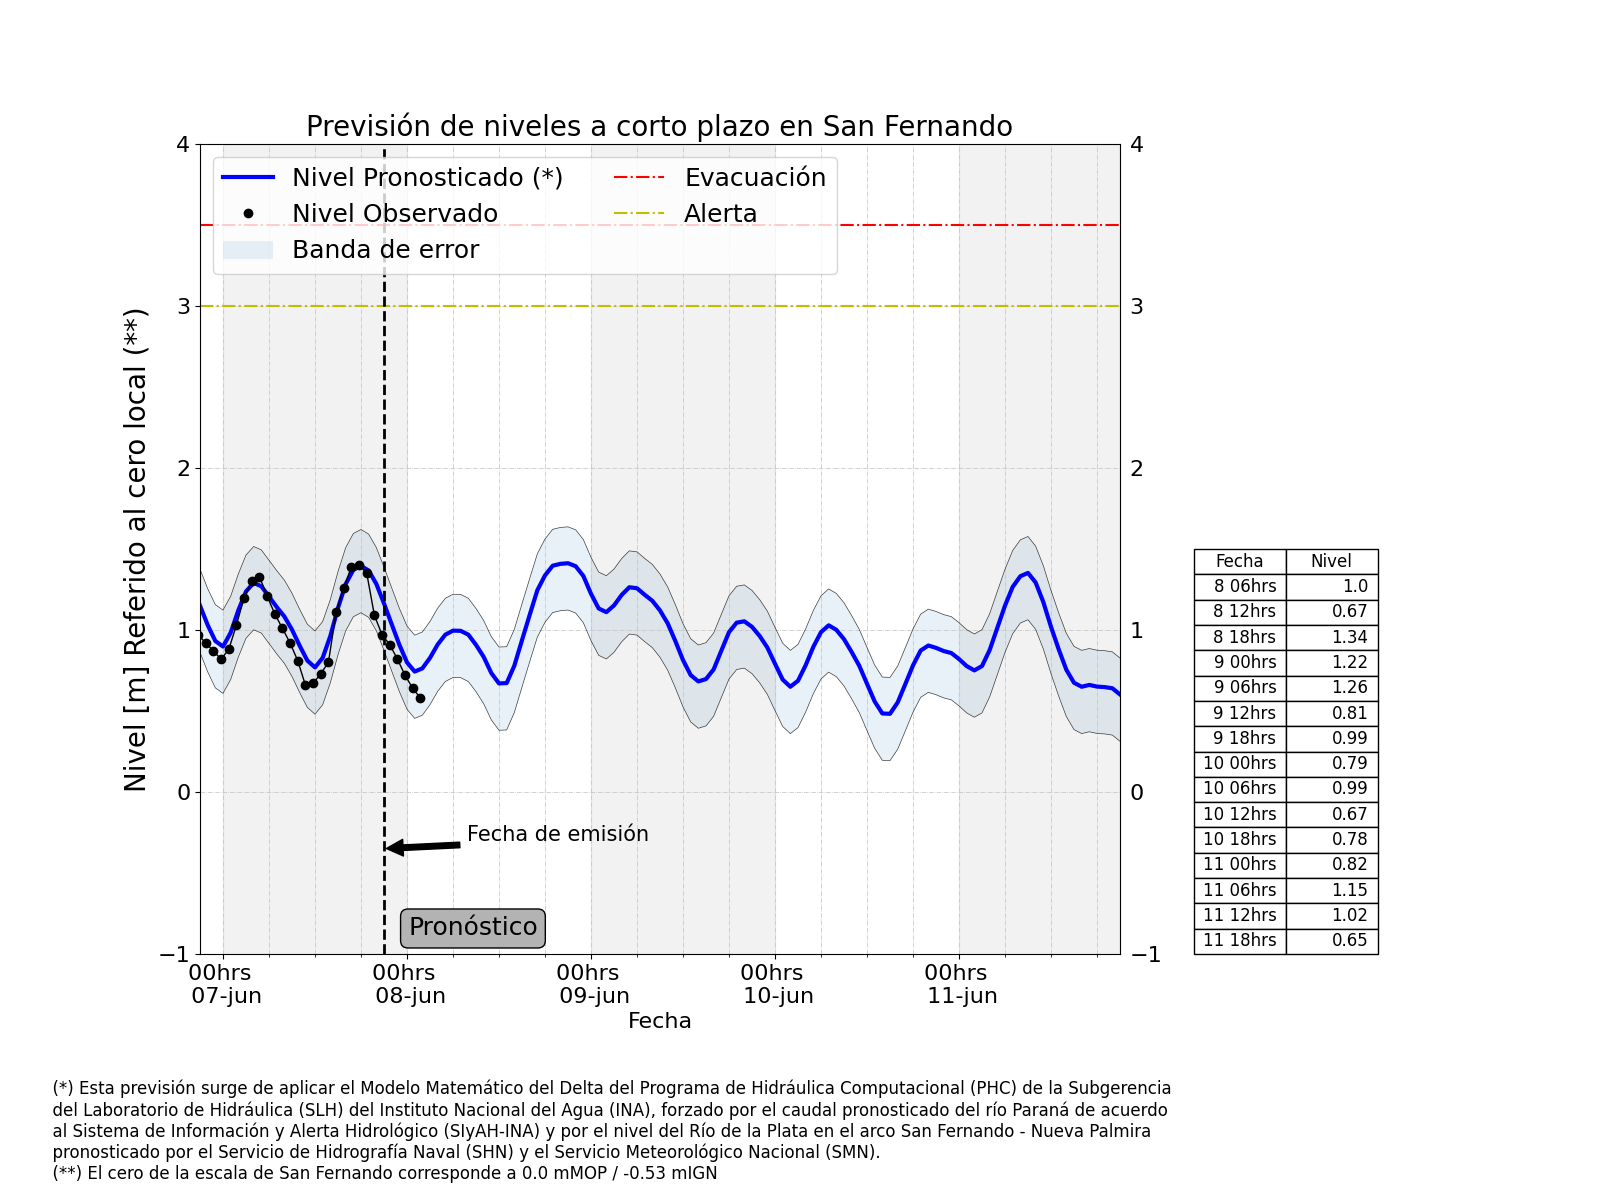 Previsión de niveles a corto plazo en San Fernando
Nivel Pronosticado (*)
Nivel Observado
Banda de error
Evacuación
Alerta
Nivel [m] Referido al cero local (**)
4
3
2
1
0
−1
4
3
2
1
0
−1
Fecha de emisión
Pronóstico
00hrs
07-jun
00hrs
08-jun
00hrs
09-jun
00hrs
10-jun
00hrs
11-jun
Fecha
Fecha Nivel
8 06hrs 1.0
8 12hrs 0.67
8 18hrs 1.34
9 00hrs 1.22
9 06hrs 1.26
9 12hrs 0.81
9 18hrs 0.99
10 00hrs 0.79
10 06hrs 0.99
10 12hrs 0.67
10 18hrs 0.78
11 00hrs 0.82
11 06hrs 1.15
11 12hrs 1.02
11 18hrs 0.65
(*) Esta previsión surge de aplicar el Modelo Matemático del Delta del Programa de Hidráulica Computacional (PHC) de la Subgerencia
del Laboratorio de Hidráulica (SLH) del Instituto Nacional del Agua (INA), forzado por el caudal pronosticado del río Paraná de acuerdo
al Sistema de Información y Alerta Hidrológico (SIyAH-INA) y por el nivel del Río de la Plata en el arco San Fernando - Nueva Palmira
pronosticado por el Servicio de Hidrografía Naval (SHN) y el Servicio Meteorológico Nacional (SMN).
(**) El cero de la escala de San Fernando corresponde a 0.0 mMOP / -0.53 mIGN